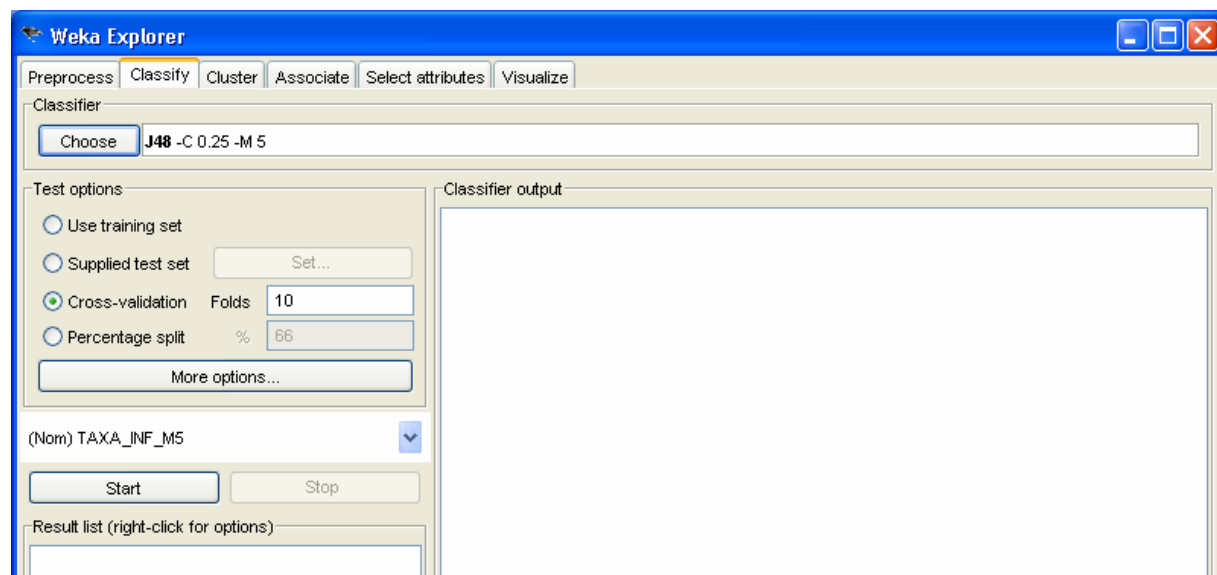 Weka Explorer
Preprocess Classify Cluster Associate Select attributes Visualize
Classifier
Choose J48 -C 0.25 -M 5
Test options
Use training set
Supplied test set Set...
Cross-validation Folds 10
Percentage split % 66
More options...
(Nom) TAXA_INF_M5
Start Stop
Result list (right-click for options)
Classifier output